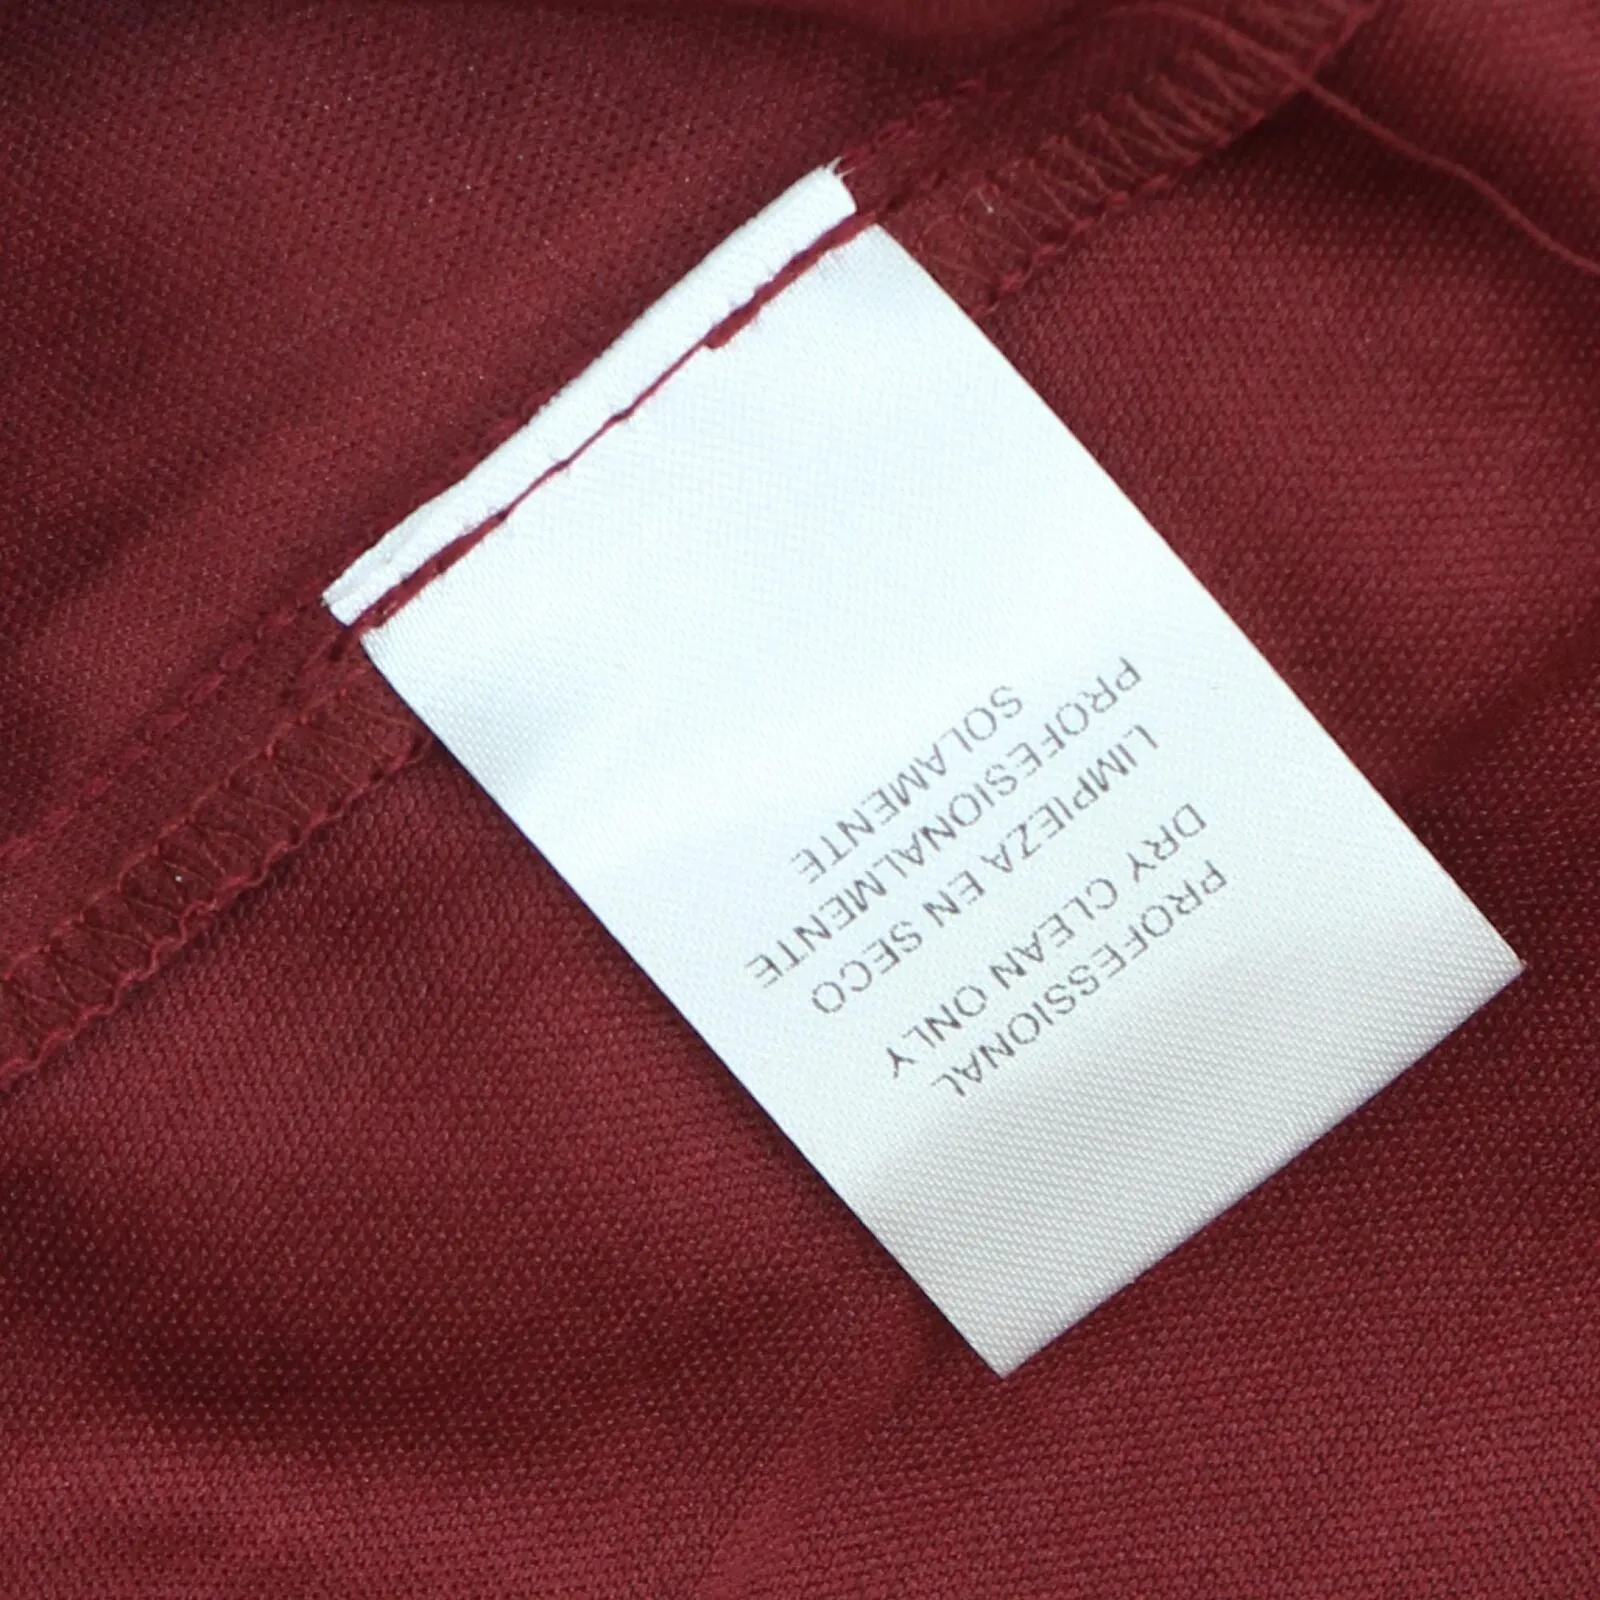 PROFESSIONAL
DRY CLEAN ONLY
LIMPIEZA EN SECO
PROFESIONALMENTE
SOLAMENTE